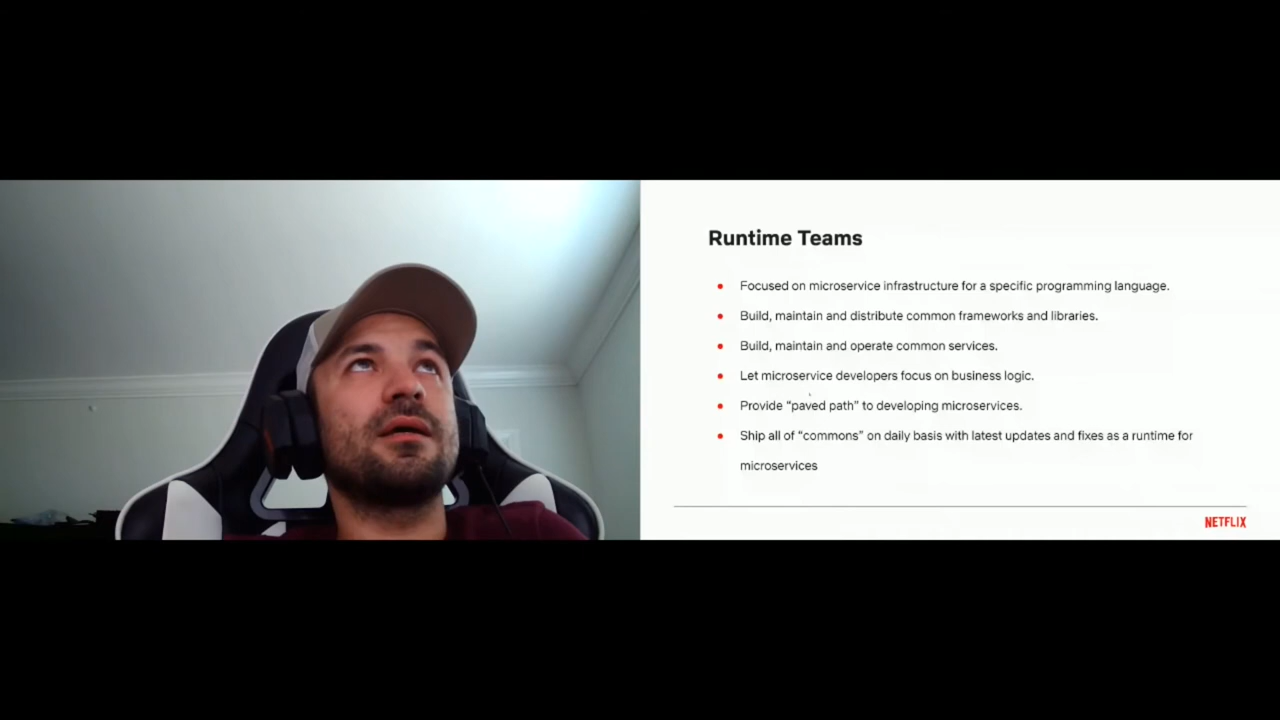 Runtime Teams
Focused on microservice infrastructure for a specific programming language.
Build, maintain and distribute common frameworks and libraries.
Build, maintain and operate common services.
Let microservice developers focus on business logic.
Provide “paved path” to developing microservices.
Ship all of “commons” on daily basis with latest updates and fixes as a runtime for
microservices
NETFLIX